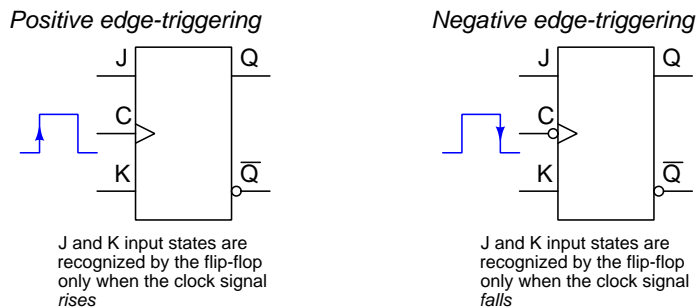 Positive edge-triggering
J Q
C
K Q̅
J and K input states are
recognized by the flip-flop
only when the clock signal
rises
Negative edge-triggering
J Q
C
K Q̅
J and K input states are
recognized by the flip-flop
only when the clock signal
falls